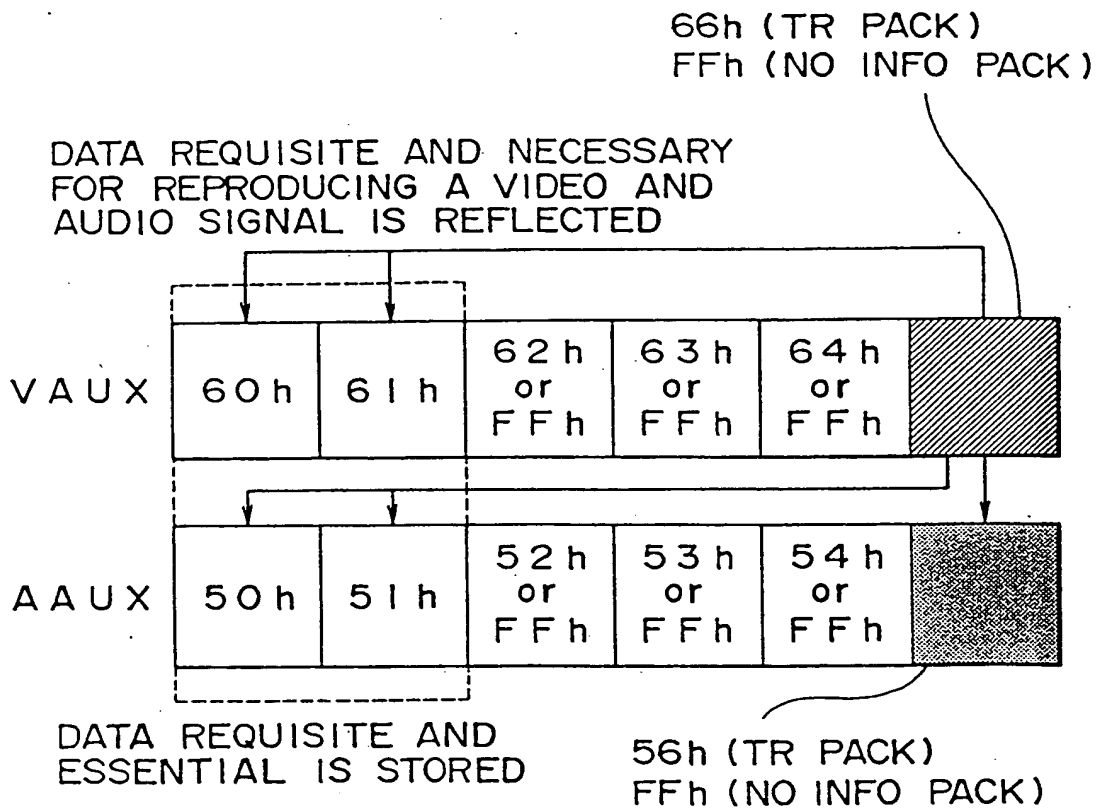 66h (TR PACK)
FFh (NO INFO PACK)
DATA REQUISITE AND NECESSARY
FOR REPRODUCING A VIDEO AND
AUDIO SIGNAL IS REFLECTED
VAUX
60h
61h
62h
or
FFh
63h
or
FFh
64h
or
FFh
AAUX
50h
51h
52h
or
FFh
53h
or
FFh
54h
or
FFh
DATA REQUISITE AND
ESSENTIAL IS STORED
56h (TR PACK)
FFh (NO INFO PACK)